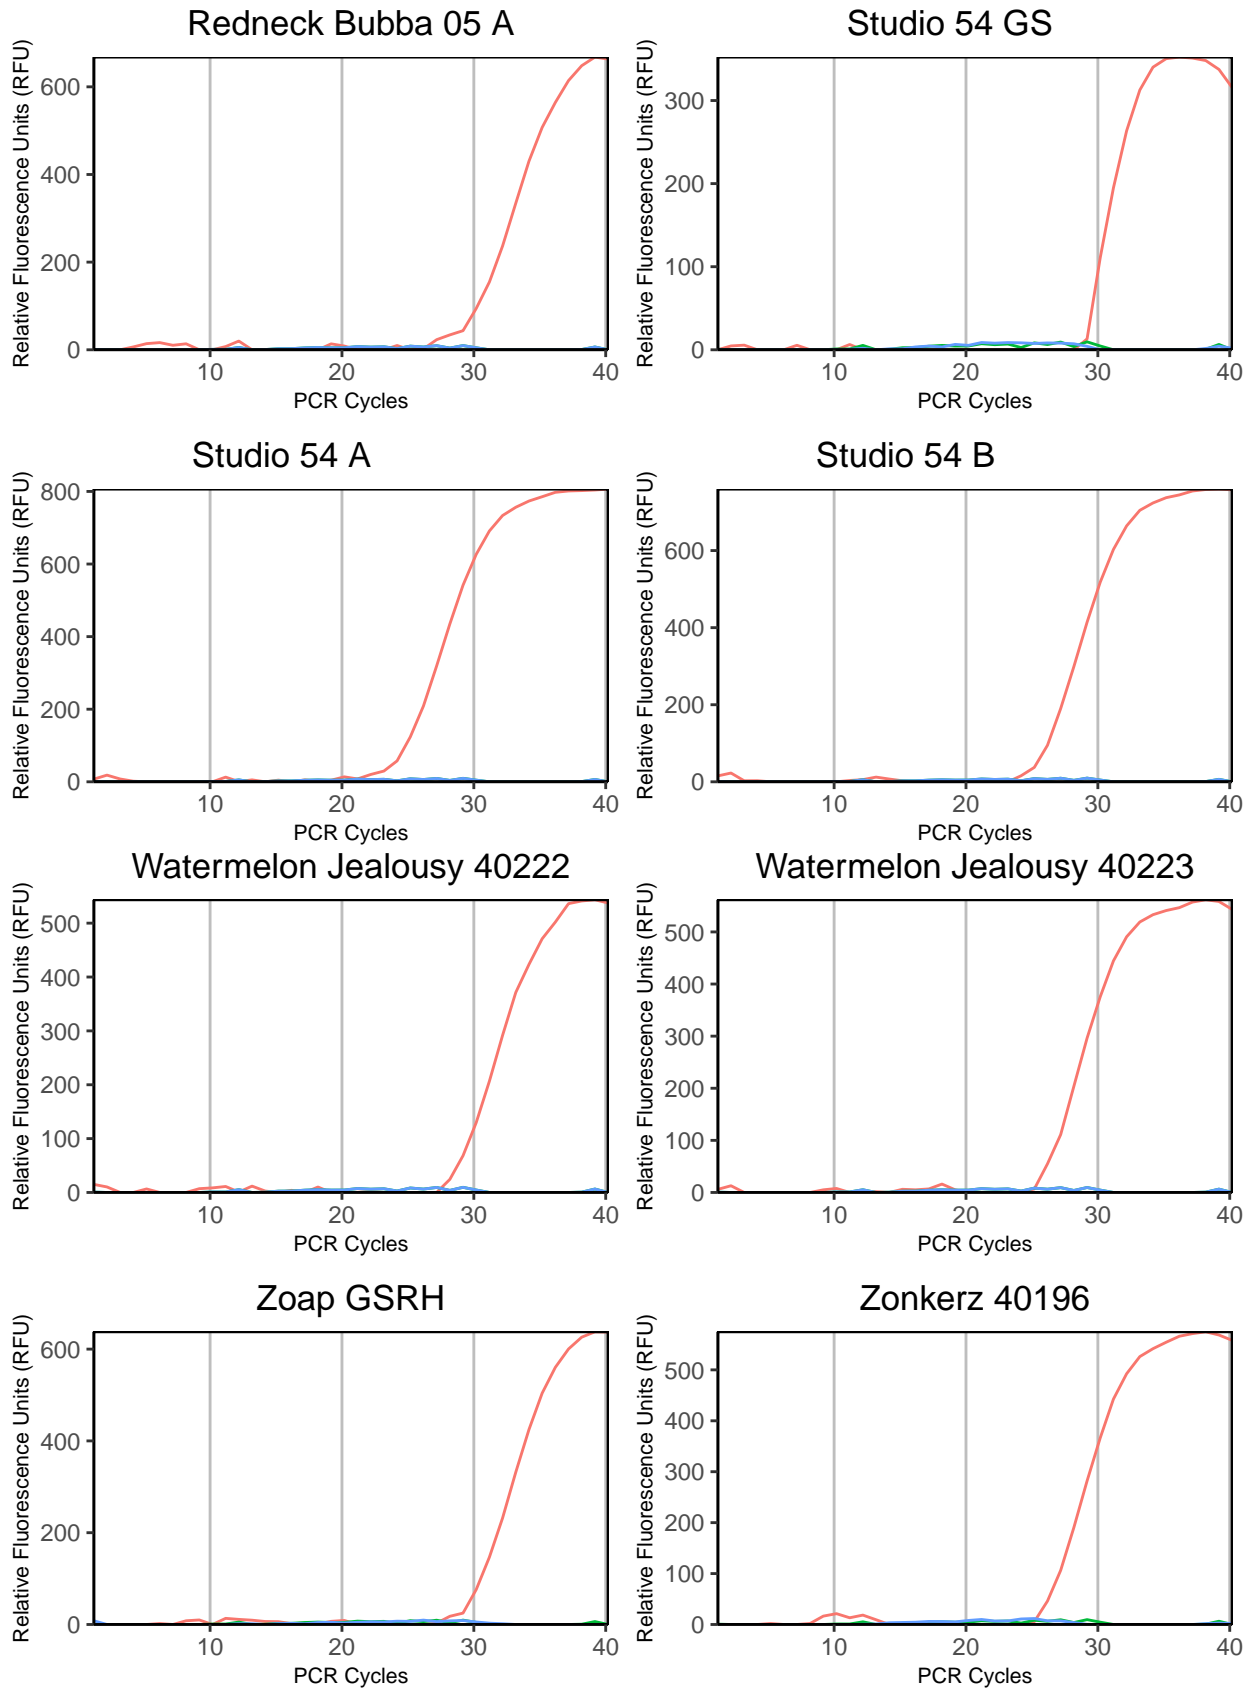 Redneck Bubba 05 A
Relative Fluorescence Units (RFU)
600
400
200
0
10 20 30 40
PCR Cycles
Studio 54 GS
Relative Fluorescence Units (RFU)
300
200
100
0
10 20 30 40
PCR Cycles
Studio 54 A
Relative Fluorescence Units (RFU)
800
600
400
200
0
10 20 30 40
PCR Cycles
Studio 54 B
Relative Fluorescence Units (RFU)
600
400
200
0
10 20 30 40
PCR Cycles
Watermelon Jealousy 40222
Relative Fluorescence Units (RFU)
500
400
300
200
100
0
10 20 30 40
PCR Cycles
Watermelon Jealousy 40223
Relative Fluorescence Units (RFU)
500
400
300
200
100
0
10 20 30 40
PCR Cycles
Zoap GSRH
Relative Fluorescence Units (RFU)
600
400
200
0
10 20 30 40
PCR Cycles
Zonkerz 40196
Relative Fluorescence Units (RFU)
500
400
300
200
100
0
10 20 30 40
PCR Cycles